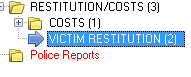 RESTITUTION/COSTS (3)
COSTS (1)
VICTIM RESTITUTION (2)
Police Reports